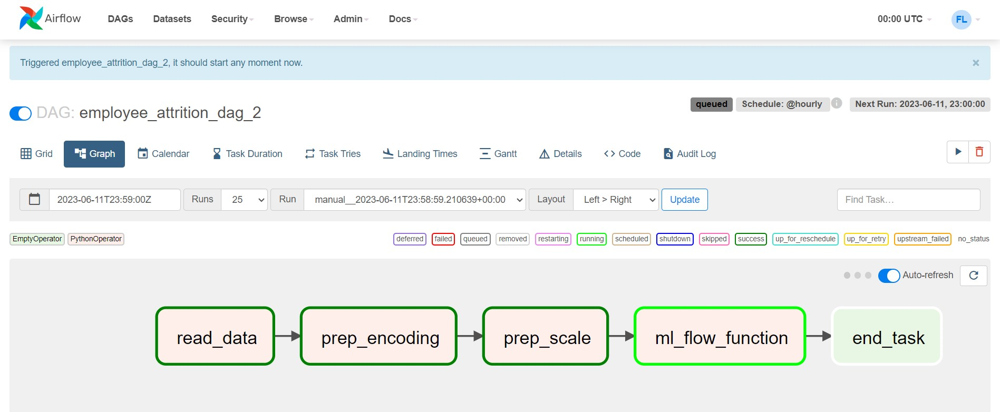 Airflow DAGs Datasets Security Browse Admin Docs 00:00 UTC FL
Triggered employee_attrition_dag_2, it should start any moment now. ×
queued Schedule: @hourly i Next Run: 2023-06-11, 23:00:00
DAG: employee_attrition_dag_2
Grid Graph Calendar Task Duration Task Tries Landing Times Gantt Details Code Audit Log
2023-06-11T23:59:00Z Runs 25 Run manual__2023-06-11T23:58:59.210639+00:00 Layout Left > Right Update Find Task…
EmptyOperator PythonOperator deferred failed queued removed restarting running scheduled shutdown skipped success up_for_reschedule up_for_retry upstream_failed no_status
Auto-refresh
read_data prep_encoding prep_scale ml_flow_function end_task